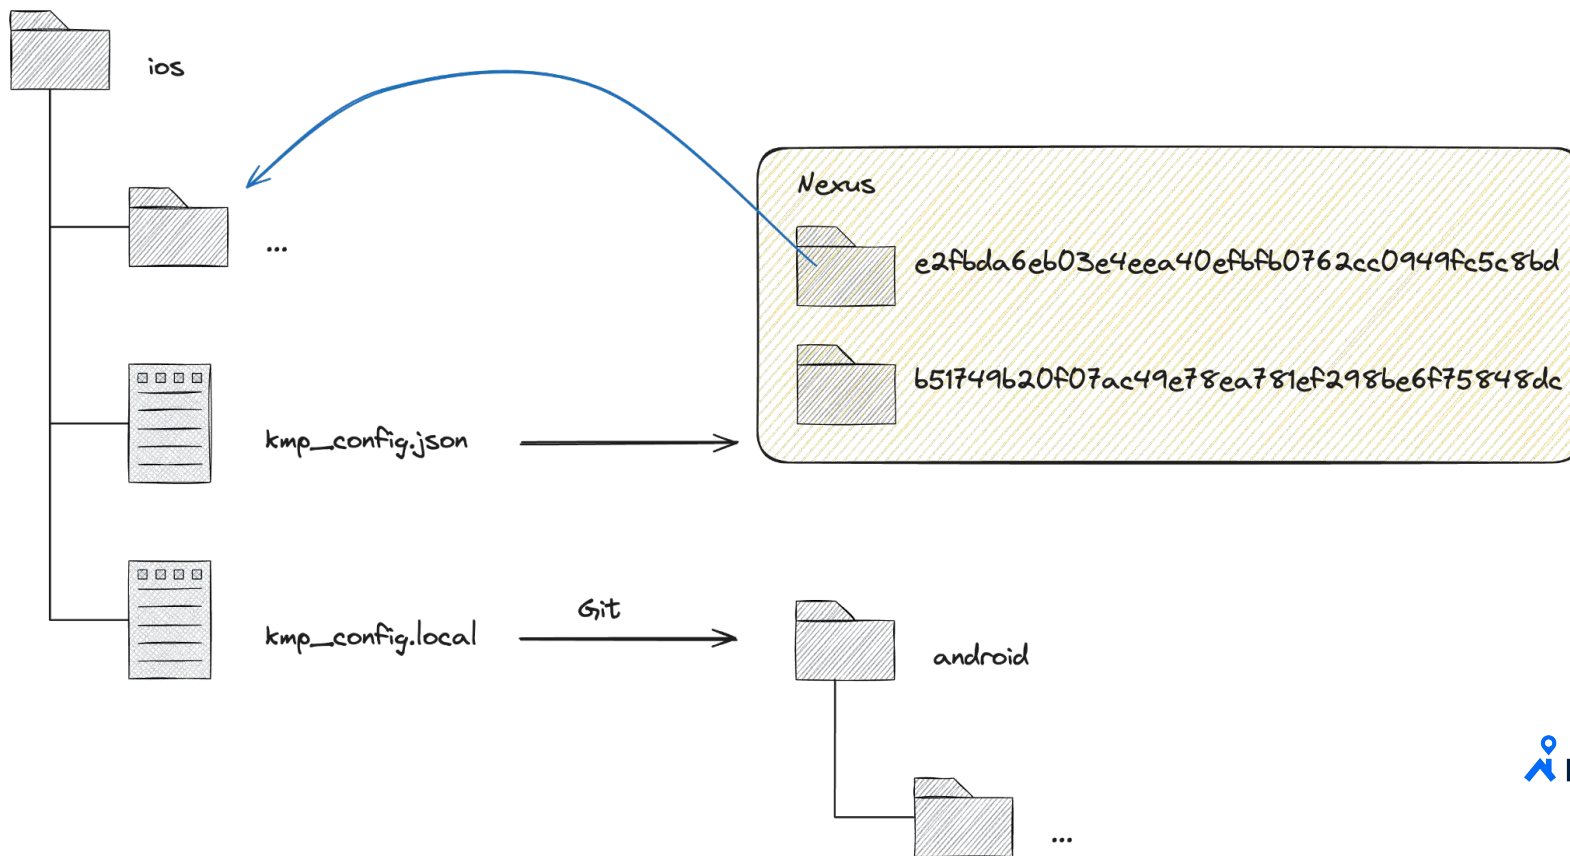 ios
...
Nexus
e2fbda6eb03e4eea40efbfb0762cc0949fc5c8bd
b51749b20f07ac49e78ea781ef298be6f75848dc
kmp_config.json
kmp_config.local
Git
android
...